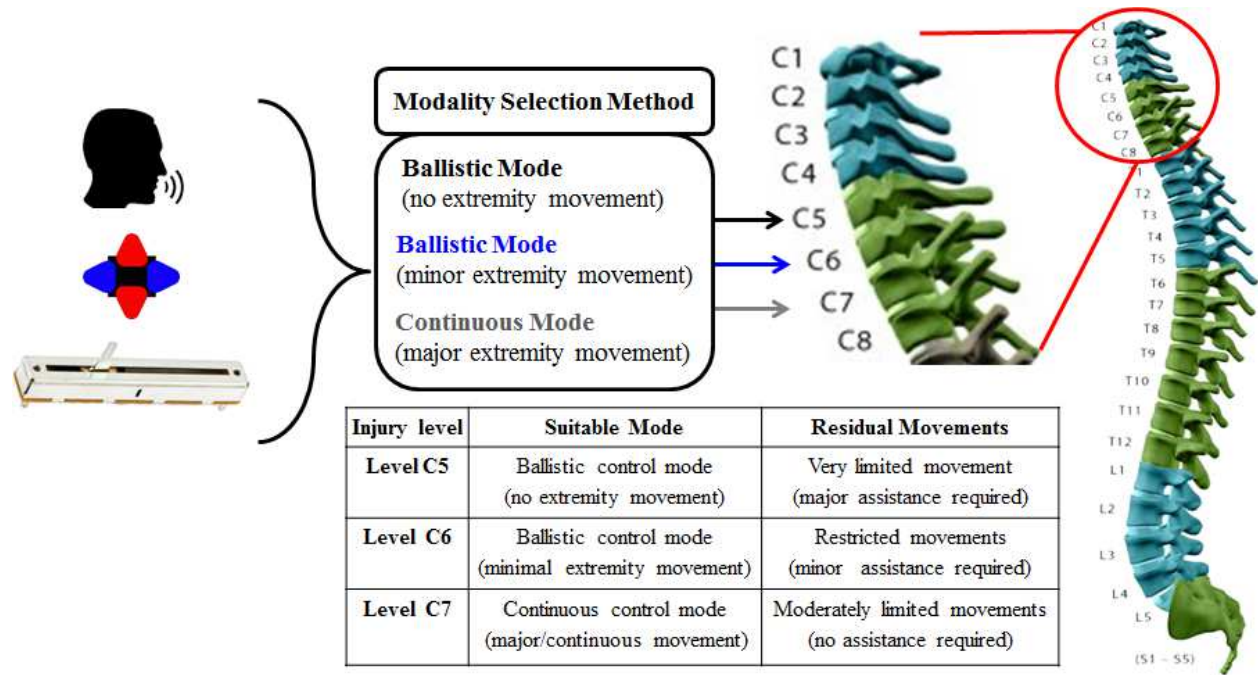 Modality Selection Method
Ballistic Mode
(no extremity movement)
Ballistic Mode
(minor extremity movement)
Continuous Mode
(major extremity movement)
C1
C2
C3
C4
C5
C6
C7
C8
C1
C2
C3
C4
C5
C6
C7
C8
T1
T2
T3
T4
T5
T6
T7
T8
T9
T10
T11
T12
L1
L2
L3
L4
L5
(S1 – S5)
Injury level Suitable Mode Residual Movements
Level C5 Ballistic control mode Very limited movement
(no extremity movement) (major assistance required)
Level C6 Ballistic control mode Restricted movements
(minimal extremity movement) (minor assistance required)
Level C7 Continuous control mode Moderately limited movements
(major/continuous movement) (no assistance required)